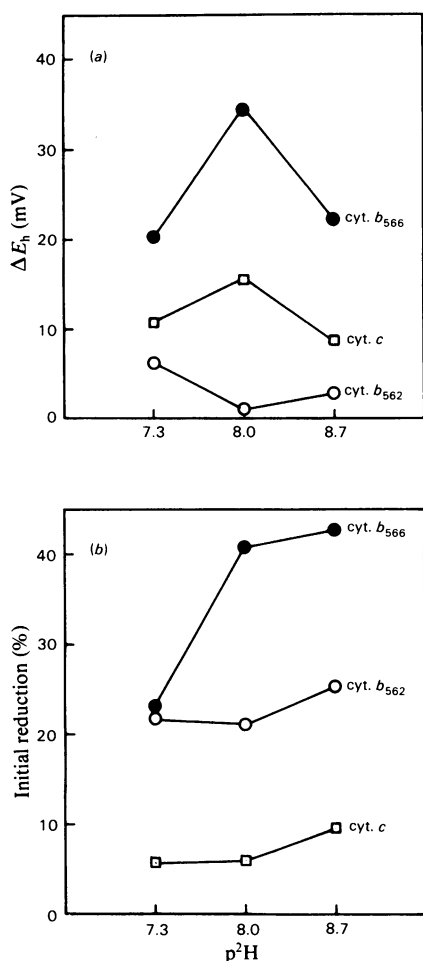 (a)
40
30
20
10
0
ΔE_h (mV)
cyt. b₅₆₆
cyt. c
cyt. b₅₆₂
7.3 8.0 8.7
(b)
40
30
20
10
0
Initial reduction (%)
cyt. b₅₆₆
cyt. b₅₆₂
cyt. c
7.3 8.0 8.7
p²H